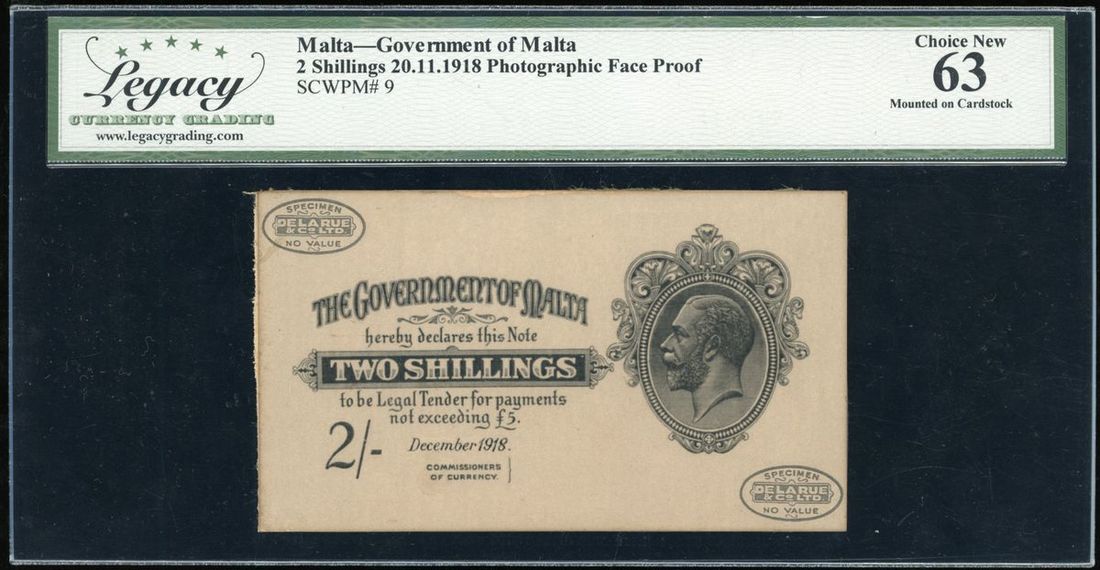 Legacy
CURRENCY GRADING
www.legacygrading.com
Malta—Government of Malta
2 Shillings 20.11.1918 Photographic Face Proof
SCWPM# 9
Choice New
63
Mounted on Cardstock
SPECIMEN
DE LA RUE
& Co LTD.
NO VALUE
THE GOVERNMENT OF MALTA
hereby declares this Note
TWO SHILLINGS
to be Legal Tender for payments
not exceeding £5.
2/-
December 1918.
COMMISSIONERS
OF CURRENCY.
SPECIMEN
DE LA RUE
& Co LTD.
NO VALUE